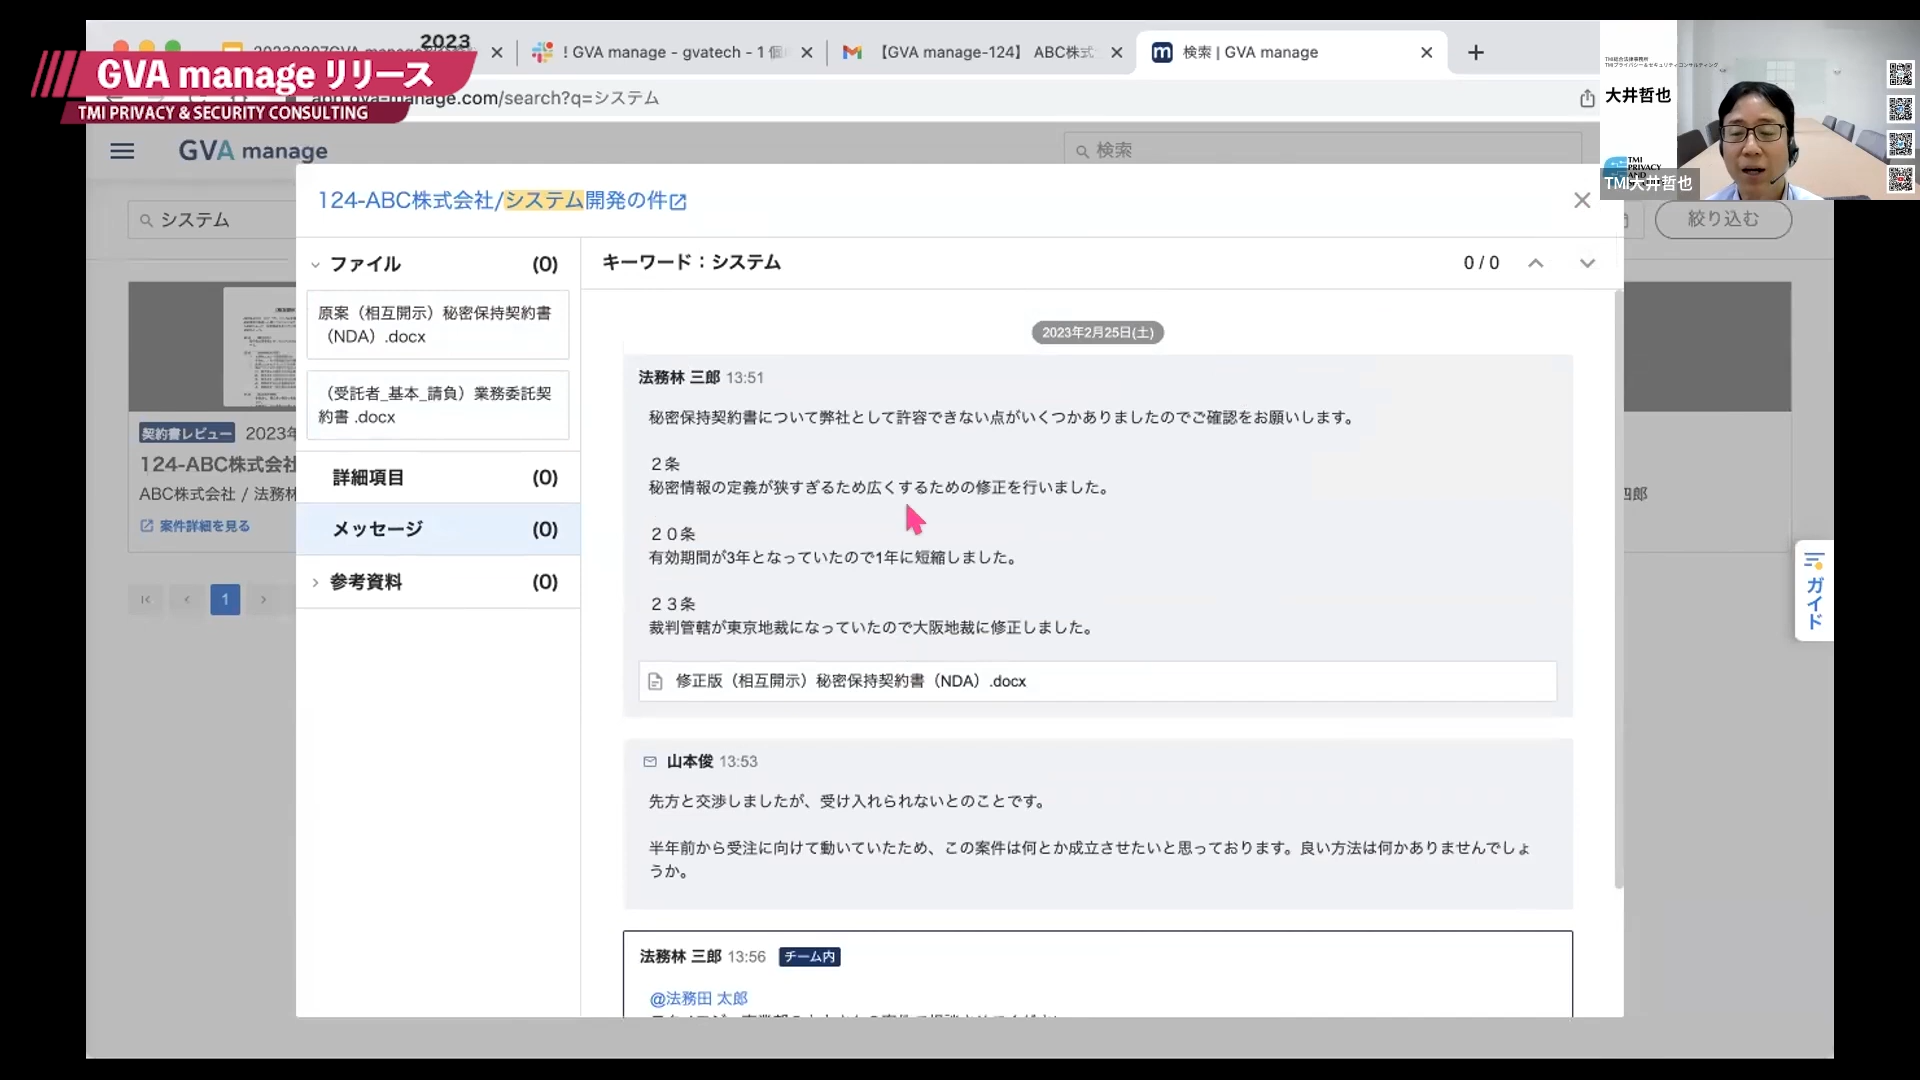 2023
! GVA manage - gvatech - 1 個
【GVA manage-124】 ABC株式
検索 | GVA manage
GVA manage リリース
TMI PRIVACY & SECURITY CONSULTING
app.gva-manage.com/search?q=システム
大井哲也
TMI
PRIVACY
AND
TMI大井哲也
GVA manage
検索
システム
絞り込む
124-ABC株式会社/システム開発の件
ファイル (0)
キーワード：システム
0 / 0
原案（相互開示）秘密保持契約書
（NDA）.docx
（受託者_基本_請負）業務委託契
約書 .docx
詳細項目 (0)
メッセージ (0)
参考資料 (0)
契約書レビュー 2023年
124-ABC株式会社
ABC株式会社 / 法務林
案件詳細を見る
1
四郎
ガイド
2023年2月25日(土)
法務林 三郎 13:51
秘密保持契約書について弊社として許容できない点がいくつかありましたのでご確認をお願いします。
２条
秘密情報の定義が狭すぎるため広くするための修正を行いました。
２０条
有効期間が3年となっていたので1年に短縮しました。
２３条
裁判管轄が東京地裁になっていたので大阪地裁に修正しました。
修正版（相互開示）秘密保持契約書（NDA）.docx
山本俊 13:53
先方と交渉しましたが、受け入れられないとのことです。
半年前から受注に向けて動いていたため、この案件は何とか成立させたいと思っております。良い方法は何かありませんでしょ
うか。
法務林 三郎 13:56 チーム内
@法務田 太郎